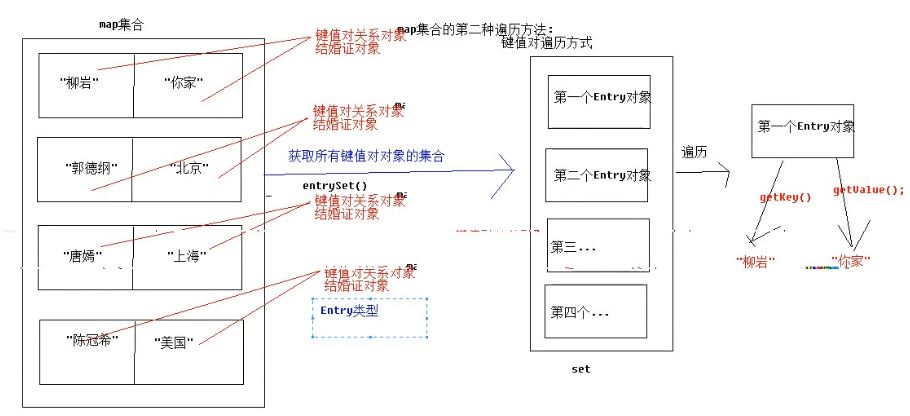 map集合
map集合的第二种遍历方法:
键值对遍历方式
键值对关系对象
结婚证对象
"柳岩"
"你家"
键值对关系对象
结婚证对象
"郭德纲"
"北京"
获取所有键值对对象的集合
entrySet()
键值对关系对象
结婚证对象
"唐嫣"
"上海"
键值对关系对象
结婚证对象
Entry类型
"陈冠希"
"美国"
第一个Entry对象
第二个Entry对象
第三...
第四个...
set
遍历
第一个Entry对象
getKey()
getValue();
"柳岩"
"你家"